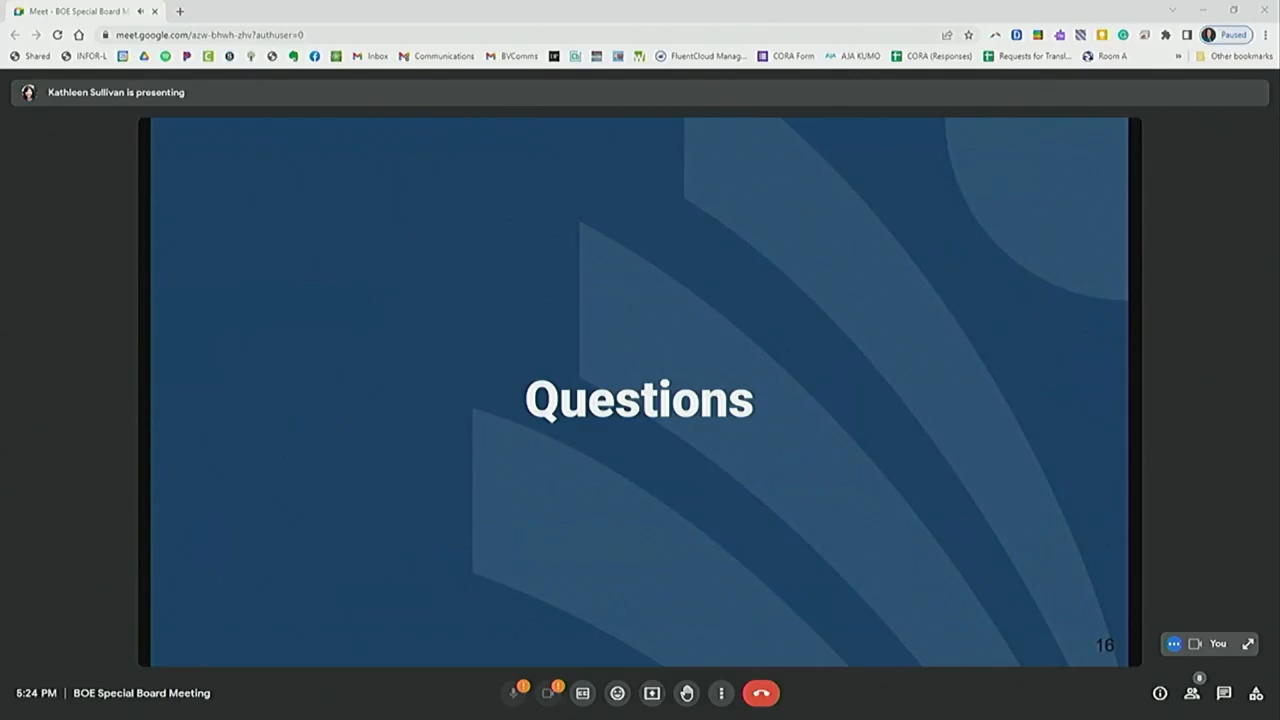 Meet - BOE Special Board M
meet.google.com/azw-bhwh-zhv?authuser=0
Paused
Shared
INFOR-L
Inbox
Communications
BVComms
FluentCloud Manag...
CORA Form
AJA KUMO
CORA (Responses)
Requests for Transl...
Room A
»
Other bookmarks
Kathleen Sullivan is presenting
Questions
16
You
5:24 PM | BOE Special Board Meeting
8